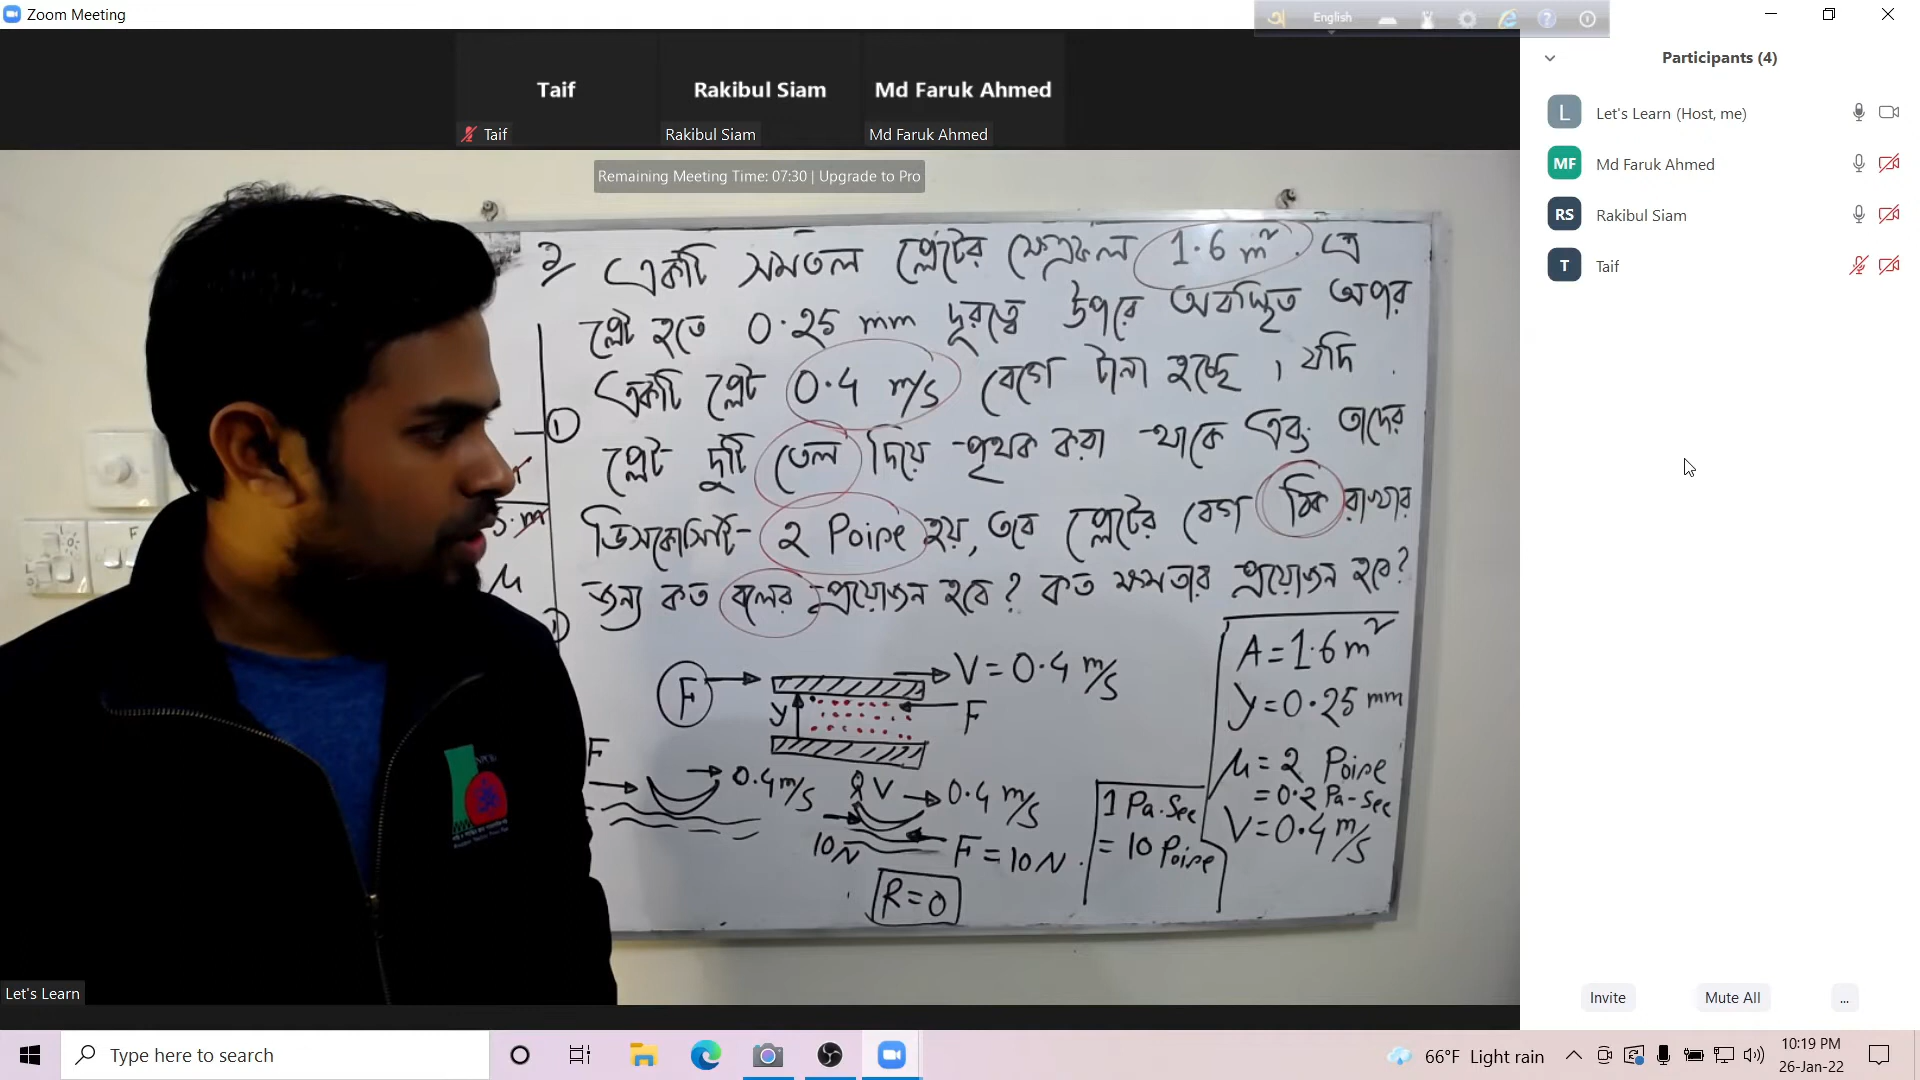 Zoom Meeting
English
Taif
Rakibul Siam
Md Faruk Ahmed
Taif
Rakibul Siam
Md Faruk Ahmed
Remaining Meeting Time: 07:30 | Upgrade to Pro
২। একটি সমতল প্লেটের ক্ষেত্রফল 1.6 m². এ
প্লেট হতে 0.25 mm দূরত্বে উপরে অবস্থিত অপর
একটি প্লেট 0.4 m/s বেগে টানা হচ্ছে। যদি
প্লেট দুটি তেল দিয়ে পৃথক করা থাকে এবং তাদের
ভিসকোসিটি 2 Poise হয়, তবে প্লেটের বেগ ঠিক রাখার
জন্য কত বলের প্রয়োজন হবে? কত ক্ষমতার প্রয়োজন হবে?
F
V = 0.4 m/s
y
F
F
0.4 m/s
V
0.4 m/s
10N
F = 10N
R = 0
1 Pa.Sec
= 10 Poise
A = 1.6 m²
y = 0.25 mm
μ = 2 Poise
= 0.2 Pa-Sec
V = 0.4 m/s
①
μ
Let's Learn
Participants (4)
L Let's Learn (Host, me)
MF Md Faruk Ahmed
RS Rakibul Siam
T Taif
Invite Mute All ...
Type here to search
66°F Light rain
10:19 PM
26-Jan-22